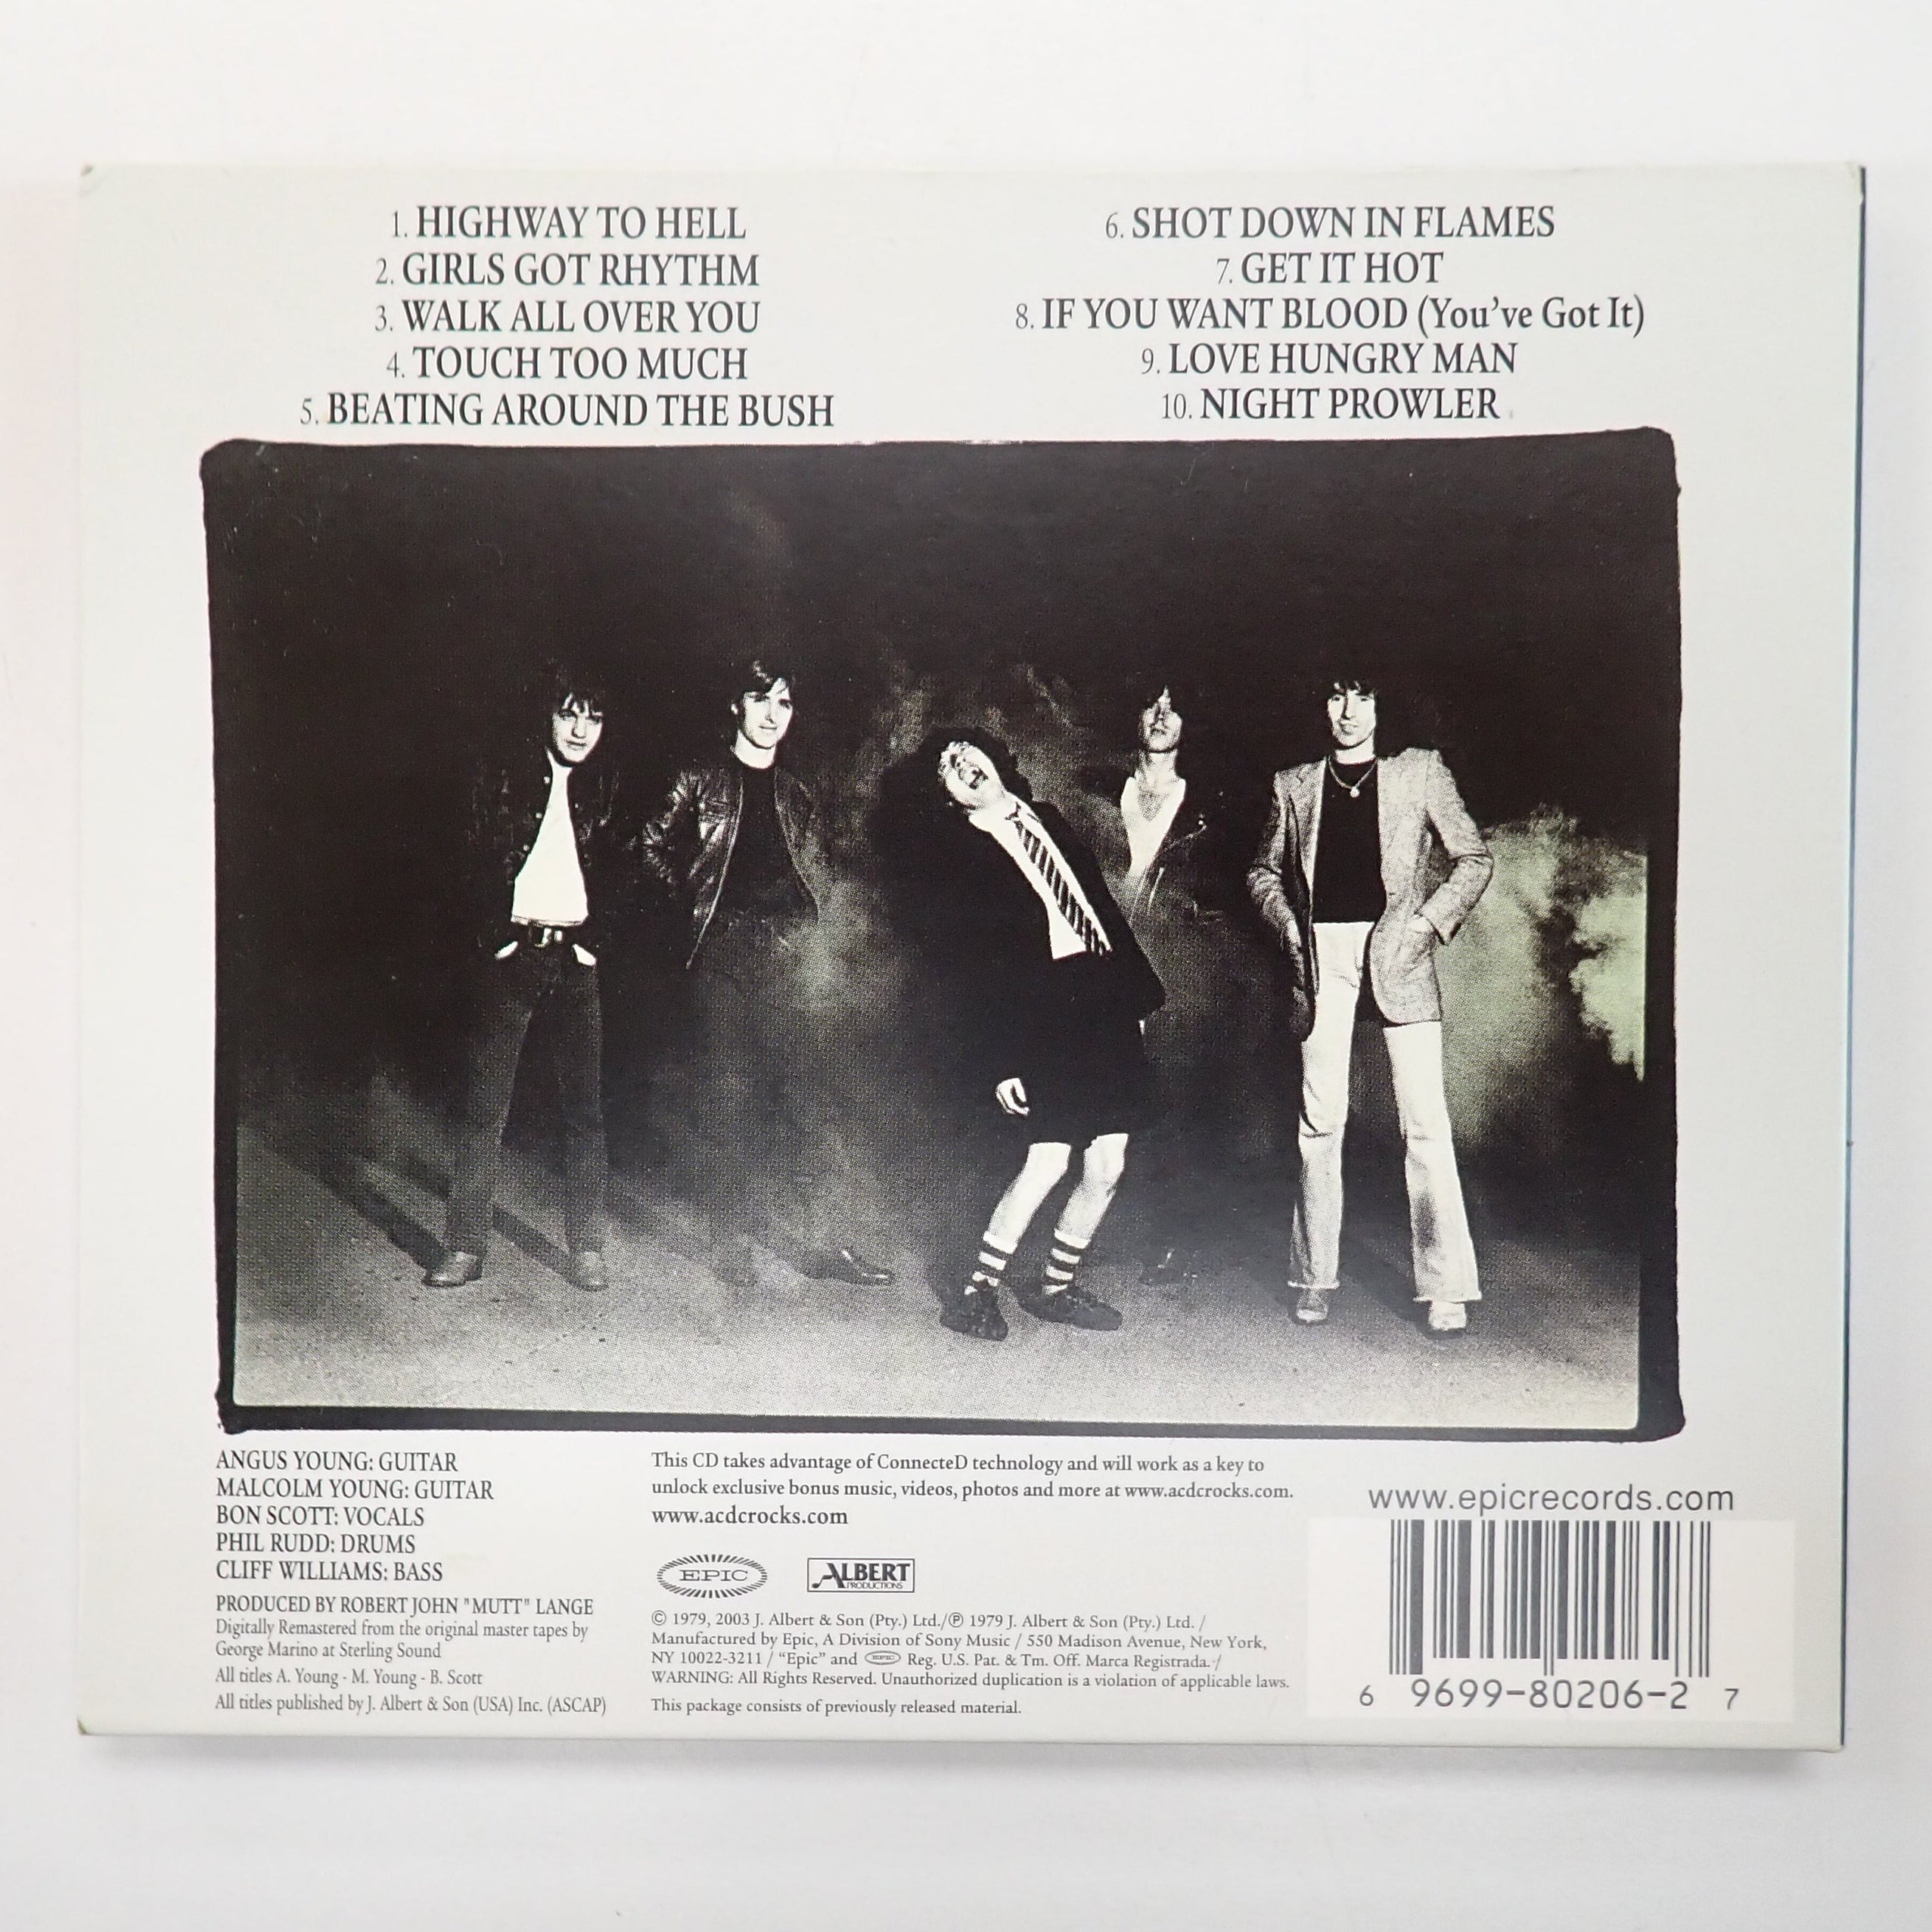 1. HIGHWAY TO HELL
2. GIRLS GOT RHYTHM
3. WALK ALL OVER YOU
4. TOUCH TOO MUCH
5. BEATING AROUND THE BUSH
6. SHOT DOWN IN FLAMES
7. GET IT HOT
8. IF YOU WANT BLOOD (You've Got It)
9. LOVE HUNGRY MAN
10. NIGHT PROWLER
ANGUS YOUNG: GUITAR
MALCOLM YOUNG: GUITAR
BON SCOTT: VOCALS
PHIL RUDD: DRUMS
CLIFF WILLIAMS: BASS
PRODUCED BY ROBERT JOHN "MUTT" LANGE
Digitally Remastered from the original master tapes by
George Marino at Sterling Sound
All titles A. Young - M. Young - B. Scott
All titles published by J. Albert & Son (USA) Inc. (ASCAP)
This CD takes advantage of ConnecteD technology and will work as a key to
unlock exclusive bonus music, videos, photos and more at www.acdcrocks.com.
www.acdcrocks.com
EPIC
ALBERT
PRODUCTIONS
© 1979, 2003 J. Albert & Son (Pty.) Ltd./℗ 1979 J. Albert & Son (Pty.) Ltd. /
Manufactured by Epic, A Division of Sony Music / 550 Madison Avenue, New York,
NY 10022-3211 / "Epic" and EPIC Reg. U.S. Pat. & Tm. Off. Marca Registrada. /
WARNING: All Rights Reserved. Unauthorized duplication is a violation of applicable laws.
This package consists of previously released material.
www.epicrecords.com
6 9699-80206-2 7